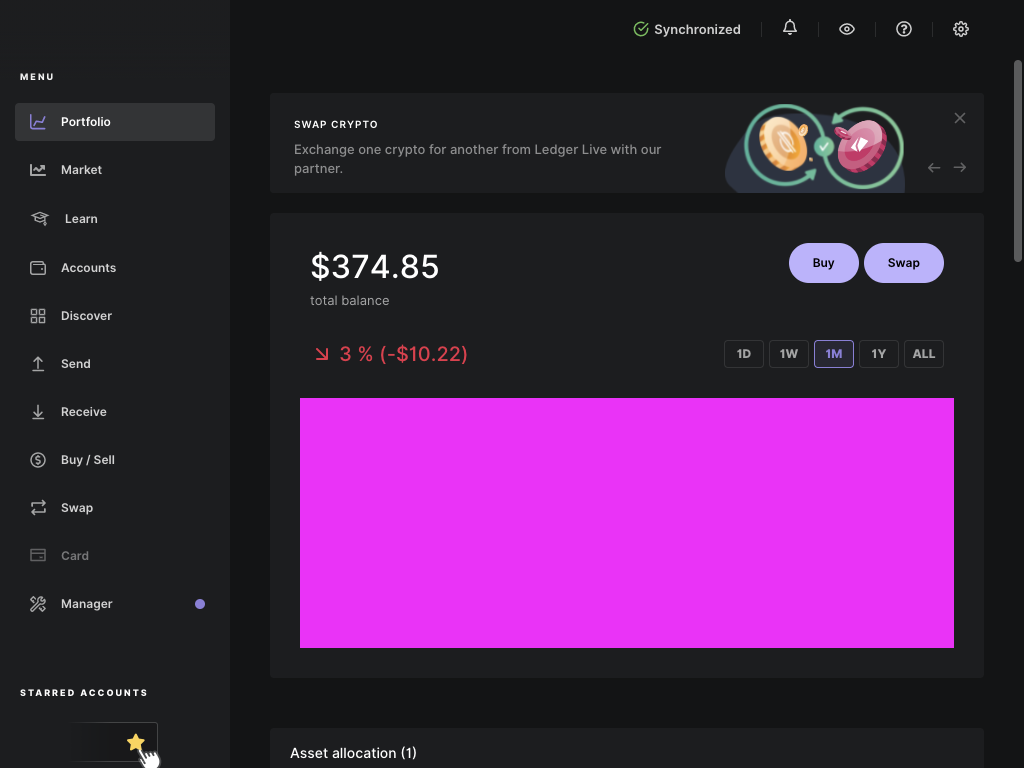 Synchronized
MENU
Portfolio
Market
Learn
Accounts
Discover
Send
Receive
Buy / Sell
Swap
Card
Manager
STARRED ACCOUNTS
SWAP CRYPTO
Exchange one crypto for another from Ledger Live with our
partner.
$374.85
total balance
Buy
Swap
3 % (-$10.22)
1D
1W
1M
1Y
ALL
Asset allocation (1)